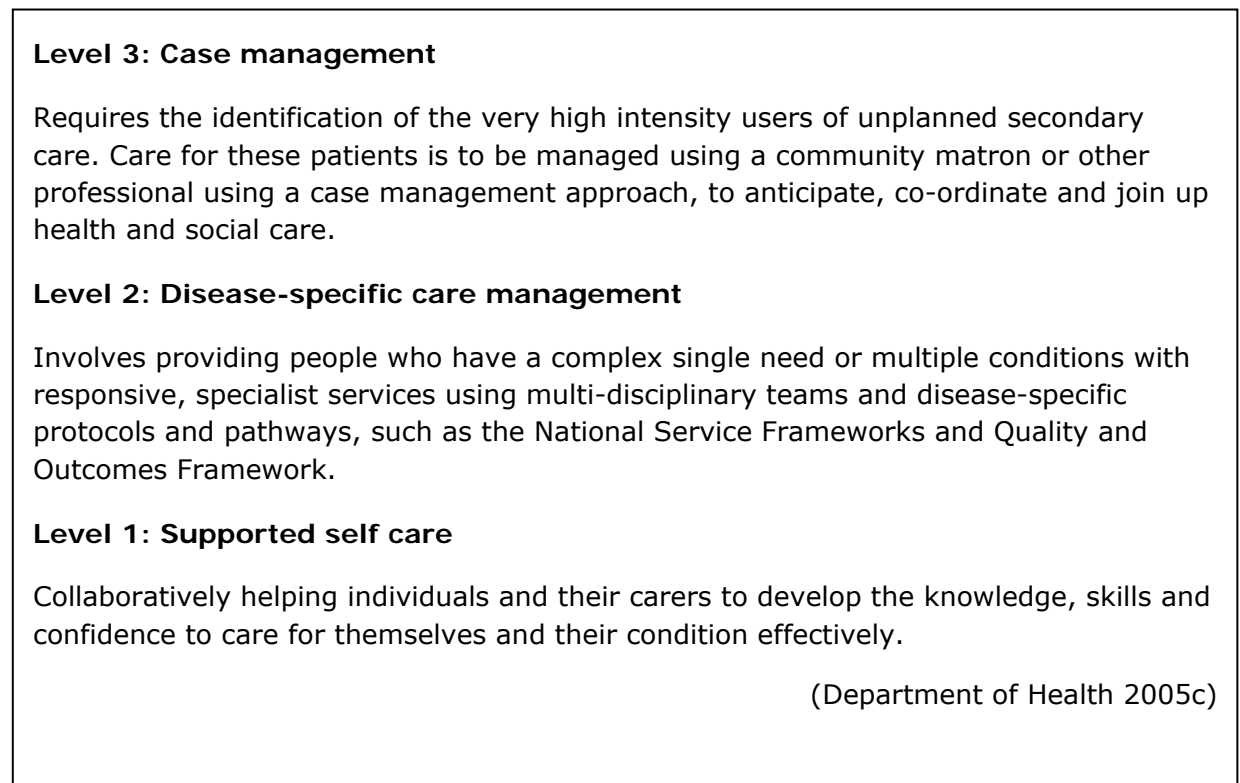 Level 3: Case management
Requires the identification of the very high intensity users of unplanned secondary
care. Care for these patients is to be managed using a community matron or other
professional using a case management approach, to anticipate, co-ordinate and join up
health and social care.
Level 2: Disease-specific care management
Involves providing people who have a complex single need or multiple conditions with
responsive, specialist services using multi-disciplinary teams and disease-specific
protocols and pathways, such as the National Service Frameworks and Quality and
Outcomes Framework.
Level 1: Supported self care
Collaboratively helping individuals and their carers to develop the knowledge, skills and
confidence to care for themselves and their condition effectively.
(Department of Health 2005c)